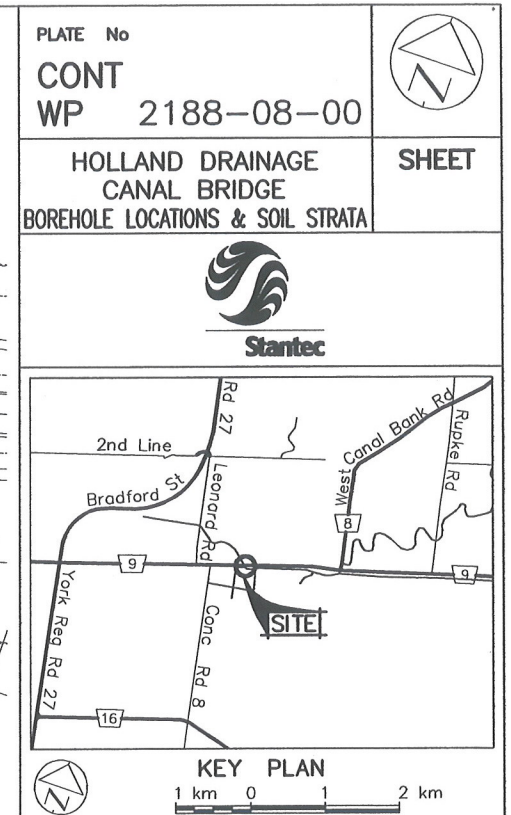 PLATE No
CONT
WP 2188-08-00
N
HOLLAND DRAINAGE
CANAL BRIDGE
BOREHOLE LOCATIONS & SOIL STRATA
SHEET
Stantec
Rd 27
2nd Line
Bradford St
Leonard Rd
West Canal Bank Rd
Rupke Rd
8
9
9
SITE
York Reg Rd 27
Conc Rd 8
16
KEY PLAN
N
1 km 0 1 2 km